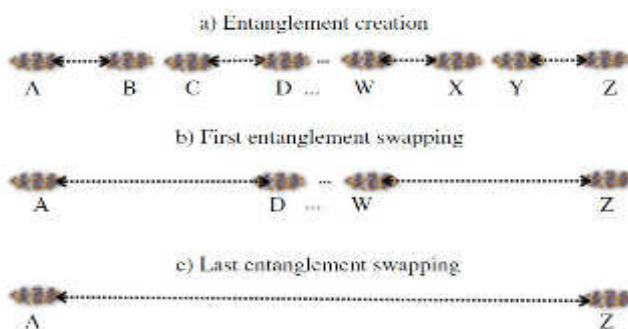 a) Entanglement creation
A B C D ... W X Y Z
b) First entanglement swapping
A D ... W Z
c) Last entanglement swapping
A Z